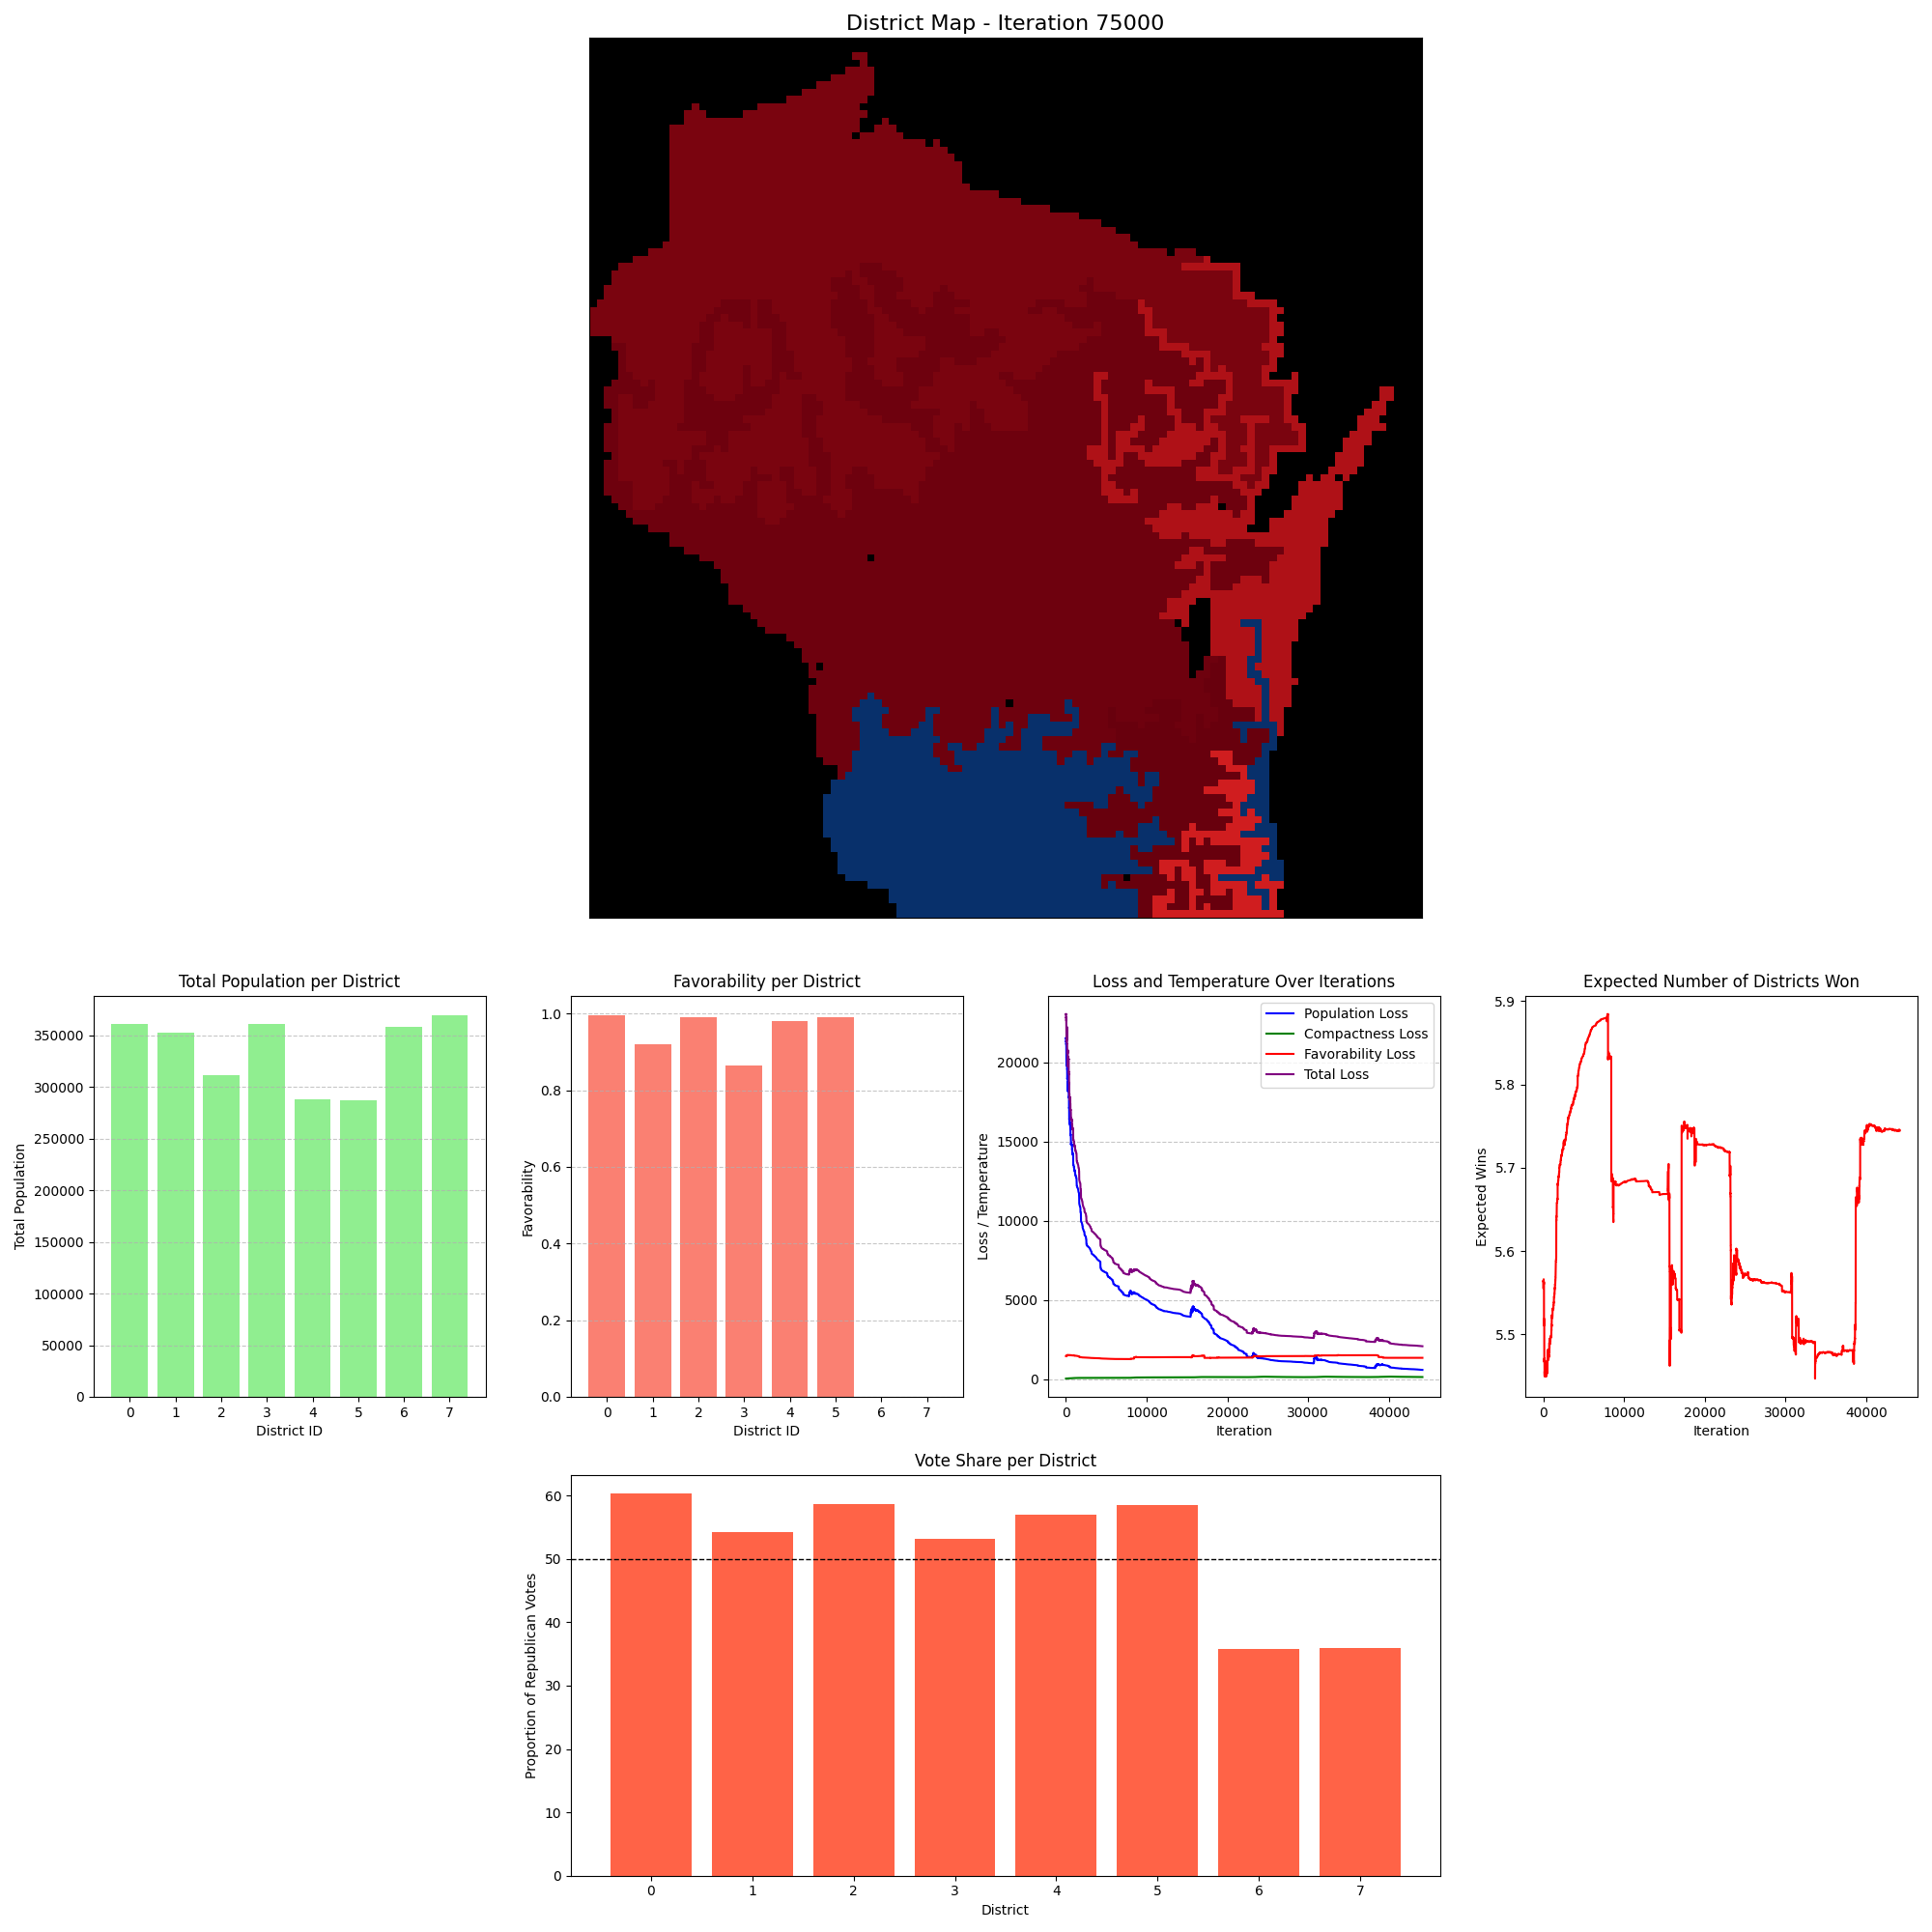 District Map - Iteration 75000
Total Population per District
Total Population
350000
300000
250000
200000
150000
100000
50000
0
0 1 2 3 4 5 6 7
District ID
Favorability per District
Favorability
1.0
0.8
0.6
0.4
0.2
0.0
0 1 2 3 4 5 6 7
District ID
Loss and Temperature Over Iterations
Loss / Temperature
20000
15000
10000
5000
0
Population Loss
Compactness Loss
Favorability Loss
Total Loss
0 10000 20000 30000 40000
Iteration
Expected Number of Districts Won
Expected Wins
5.9
5.8
5.7
5.6
5.5
0 10000 20000 30000 40000
Iteration
Vote Share per District
Proportion of Republican Votes
60
50
40
30
20
10
0
0 1 2 3 4 5 6 7
District